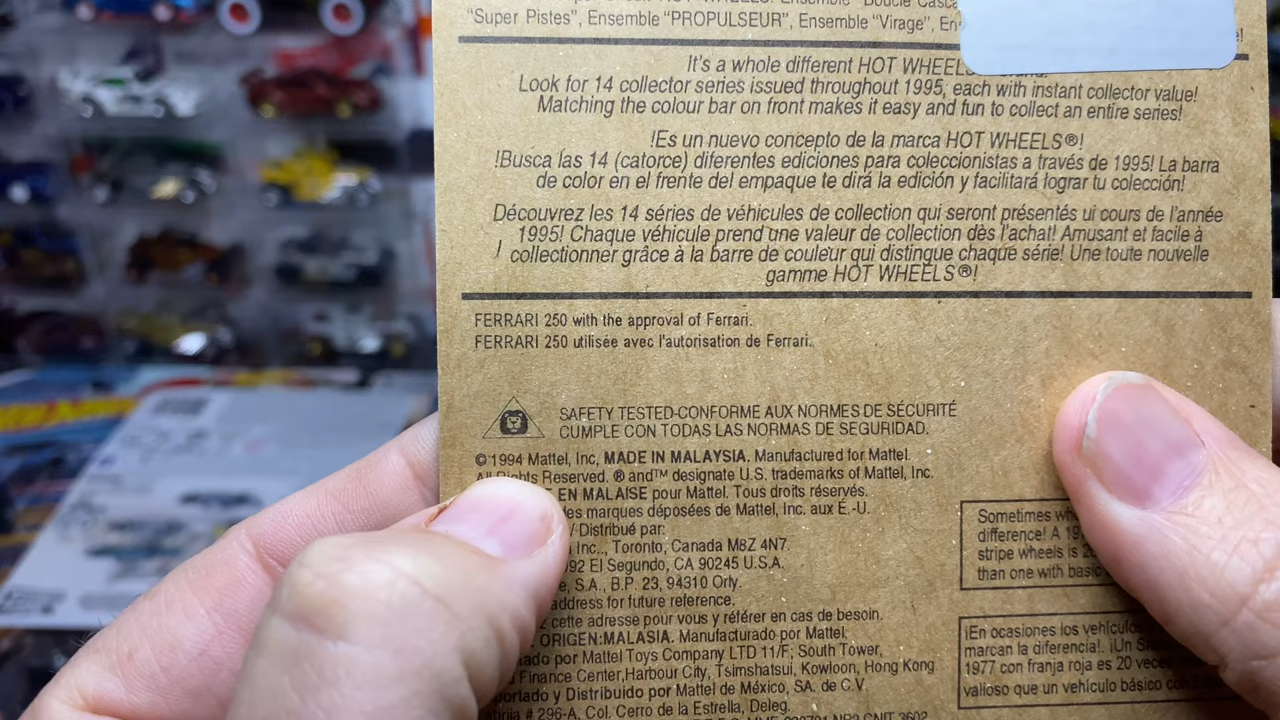 "Super Pistes", Ensemble "PROPULSEUR", Ensemble "Virage", En
It's a whole different HOT WHEELS
Look for 14 collector series issued throughout 1995, each with instant collector value!
Matching the colour bar on front makes it easy and fun to collect an entire series!
!Es un nuevo concepto de la marca HOT WHEELS®!
!Busca las 14 (catorce) diferentes ediciones para coleccionistas a través de 1995! La barra
de color en el frente del empaque te dirá la edición y facilitará lograr tu colección!
Découvrez les 14 séries de véhicules de collection qui seront présentés ui cours de l'année
1995! Chaque véhicule prend une valeur de collection dès l'achat! Amusant et facile à
collectionner grâce à la barre de couleur qui distingue chaque série! Une toute nouvelle
gamme HOT WHEELS®!
FERRARI 250 with the approval of Ferrari.
FERRARI 250 utilisée avec l'autorisation de Ferrari.
SAFETY TESTED-CONFORME AUX NORMES DE SÉCURITÉ
CUMPLE CON TODAS LAS NORMAS DE SEGURIDAD.
©1994 Mattel, Inc, MADE IN MALAYSIA. Manufactured for Mattel.
All Rights Reserved. ® and™ designate U.S. trademarks of Mattel, Inc.
EN MALAISE pour Mattel. Tous droits réservés.
les marques déposées de Mattel, Inc. aux É.-U.
/ Distribué par:
Inc.., Toronto, Canada M8Z 4N7.
92 El Segundo, CA 90245 U.S.A.
S.A., B.P. 23, 94310 Orly.
address for future reference.
cette adresse pour vous y référer en cas de besoin.
ORIGEN:MALASIA. Manufacturado por Mattel.
por Mattel Toys Company LTD 11/F; South Tower,
Finance Center,Harbour City, Tsimshatsui, Kowloon, Hong Kong
y Distribuido por Mattel de México, SA. de C.V.
# 296-A, Col. Cerro de la Estrella, Deleg.
Sometimes
difference! A
stripe wheels is
than one with basic
¡En ocasiones los
marcan la diferencia!. ¡Un
1977 con franja roja es 20
valioso que un vehículo básico